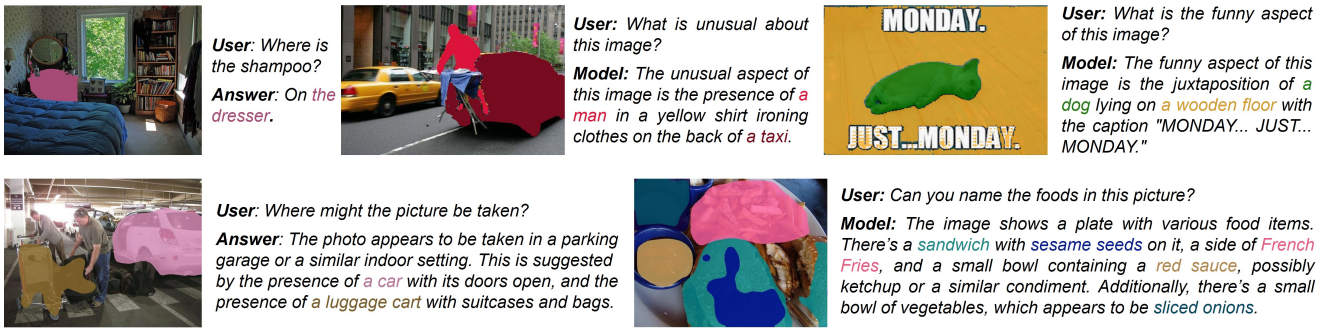 User: Where is
the shampoo?
Answer: On the
dresser.
User: What is unusual about
this image?
Model: The unusual aspect of
this image is the presence of a
man in a yellow shirt ironing
clothes on the back of a taxi.
MONDAY.
JUST...MONDAY.
User: What is the funny aspect
of this image?
Model: The funny aspect of this
image is the juxtaposition of a
dog lying on a wooden floor with
the caption "MONDAY... JUST...
MONDAY."
User: Where might the picture be taken?
Answer: The photo appears to be taken in a parking
garage or a similar indoor setting. This is suggested
by the presence of a car with its doors open, and the
presence of a luggage cart with suitcases and bags.
User: Can you name the foods in this picture?
Model: The image shows a plate with various food items.
There's a sandwich with sesame seeds on it, a side of French
Fries, and a small bowl containing a red sauce, possibly
ketchup or a similar condiment. Additionally, there's a small
bowl of vegetables, which appears to be sliced onions.